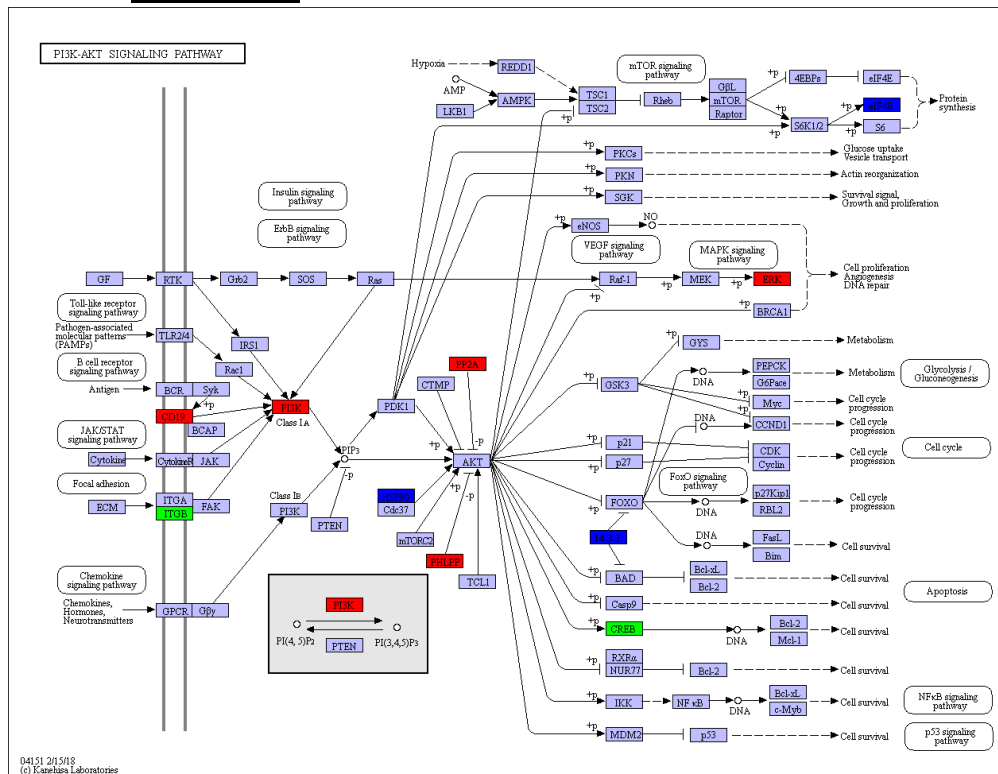 PI3K-AKT SIGNALING PATHWAY
Hypoxia
REDD1
mTOR signaling
pathway
AMP
LKB1
AMPK
TSC1
TSC2
+p
Rheb
GβL
mTOR
Raptor
+p
4EBPs
eIF4E
+p
S6K1/2
+p
+p
eIF4B
S6
Protein
synthesis
+p
PKCs
Glucose uptake
Vesicle transport
+p
PKN
Actin reorganization
+p
SGK
Survival signal,
Growth and proliferation
Insulin signaling
pathway
ErbB signaling
pathway
+p
eNOS
NO
VEGF signaling
pathway
MAPK signaling
pathway
GF
RTK
Grb2
SOS
Ras
Raf-1
+p
+p
MEK
+p
ERK
Cell proliferation
Angiogenesis
DNA repair
+p
BRCA1
Toll-like receptor
signaling pathway
Pathogen-associated
molecular patterns
(PAMPs)
TLR2/4
IRS1
Rac1
B cell receptor
signaling pathway
Antigen
BCR
Syk
+p
CD19
BCAP
PI3K
Class IA
PDK1
CTMP
PP2A
-p
+p
AKT
PIP3
GSK3
+p
+p
GYS
Metabolism
DNA
PEPCK
G6Pace
Metabolism
Glycolysis /
Gluconeogenesis
+p
Myc
Cell cycle
progression
+p
DNA
CCND1
Cell cycle
progression
JAK/STAT
signaling pathway
Cytokine
CytokineR
JAK
+p
p21
+p
p27
CDK
Cyclin
Cell cycle
progression
Cell cycle
Focal adhesion
ECM
ITGA
ITGB
FAK
Class IB
PI3K
PTEN
HSP90
Cdc37
+p
-p
mTORC2
PHLPP
TCL1
FoxO signaling
pathway
+p
FOXO
DNA
p27Kip1
RBL2
Cell cycle
progression
14-3-3
DNA
FasL
Bim
Cell survival
+p
BAD
Bcl-xL
Bcl-2
Cell survival
Apoptosis
+p
Casp9
Cell survival
Chemokine
signaling pathway
Chemokines,
Hormones,
Neurotransmitters
GPCR
Gβγ
PI3K
PI(4, 5)P2
PI(3,4,5)P3
PTEN
+p
CREB
DNA
Bcl-2
Mcl-1
Cell survival
+p
RXRα
NUR77
Bcl-2
Cell survival
+p
IKK
NFκB
DNA
Bcl-xL
c-Myb
Cell survival
NFκB signaling
pathway
+p
MDM2
p53
Cell survival
p53 signaling
pathway
04151 2/15/18
(c) Kanehisa Laboratories